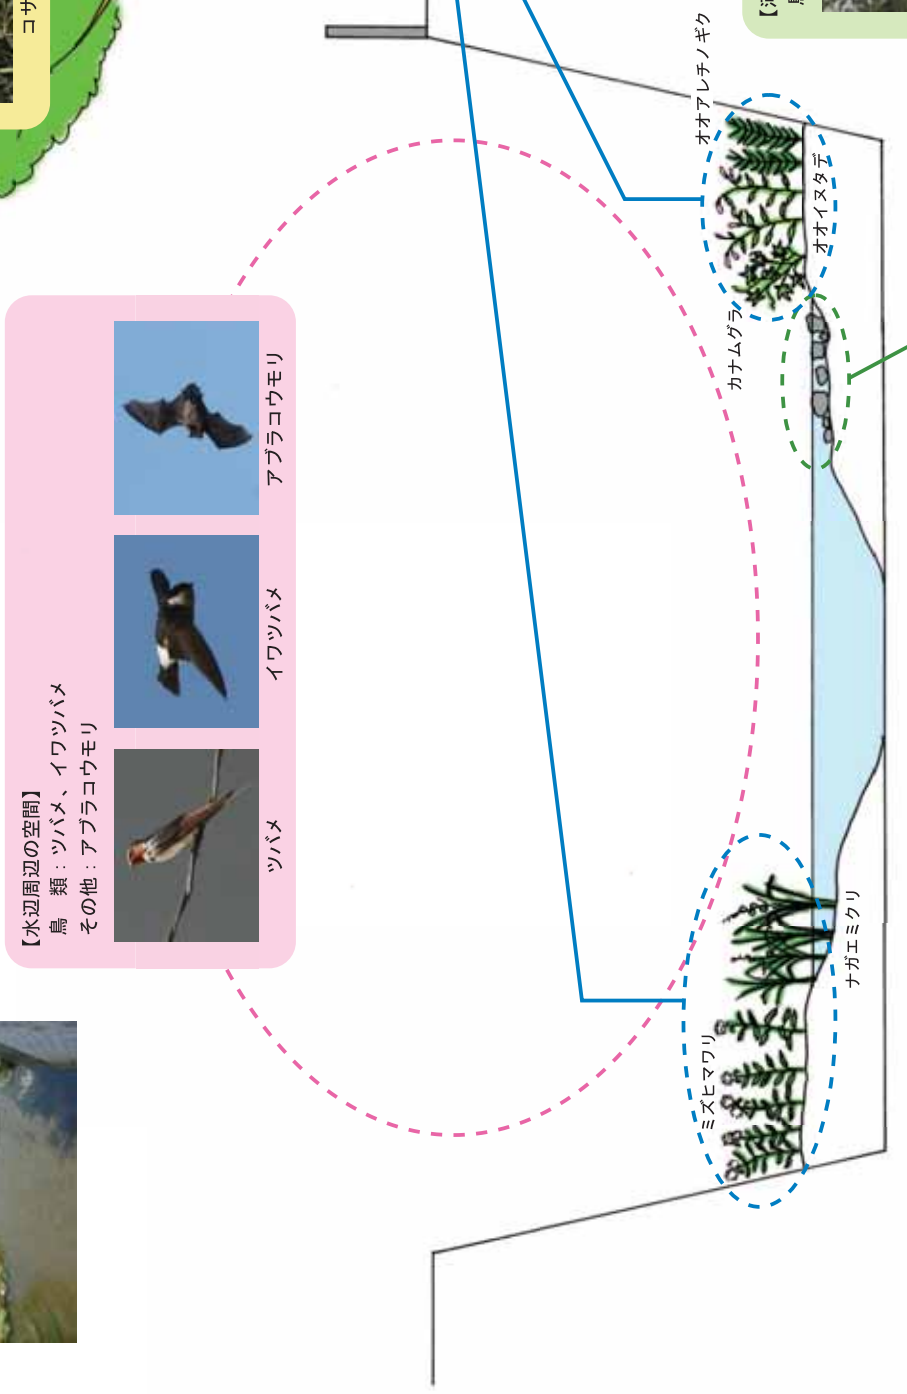 コサ
【水辺周辺の空間】
鳥　類：ツバメ、イワツバメ
その他：アブラコウモリ
ツバメ
イワツバメ
アブラコウモリ
ミズヒマワリ
ナガエミクリ
カナムグラ
オオイヌタデ
オオアレチノギク